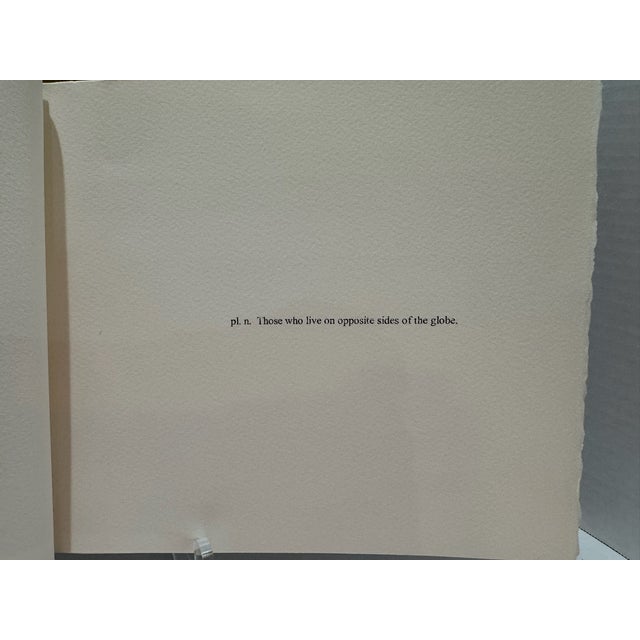 pl. n. Those who live on opposite sides of the globe.